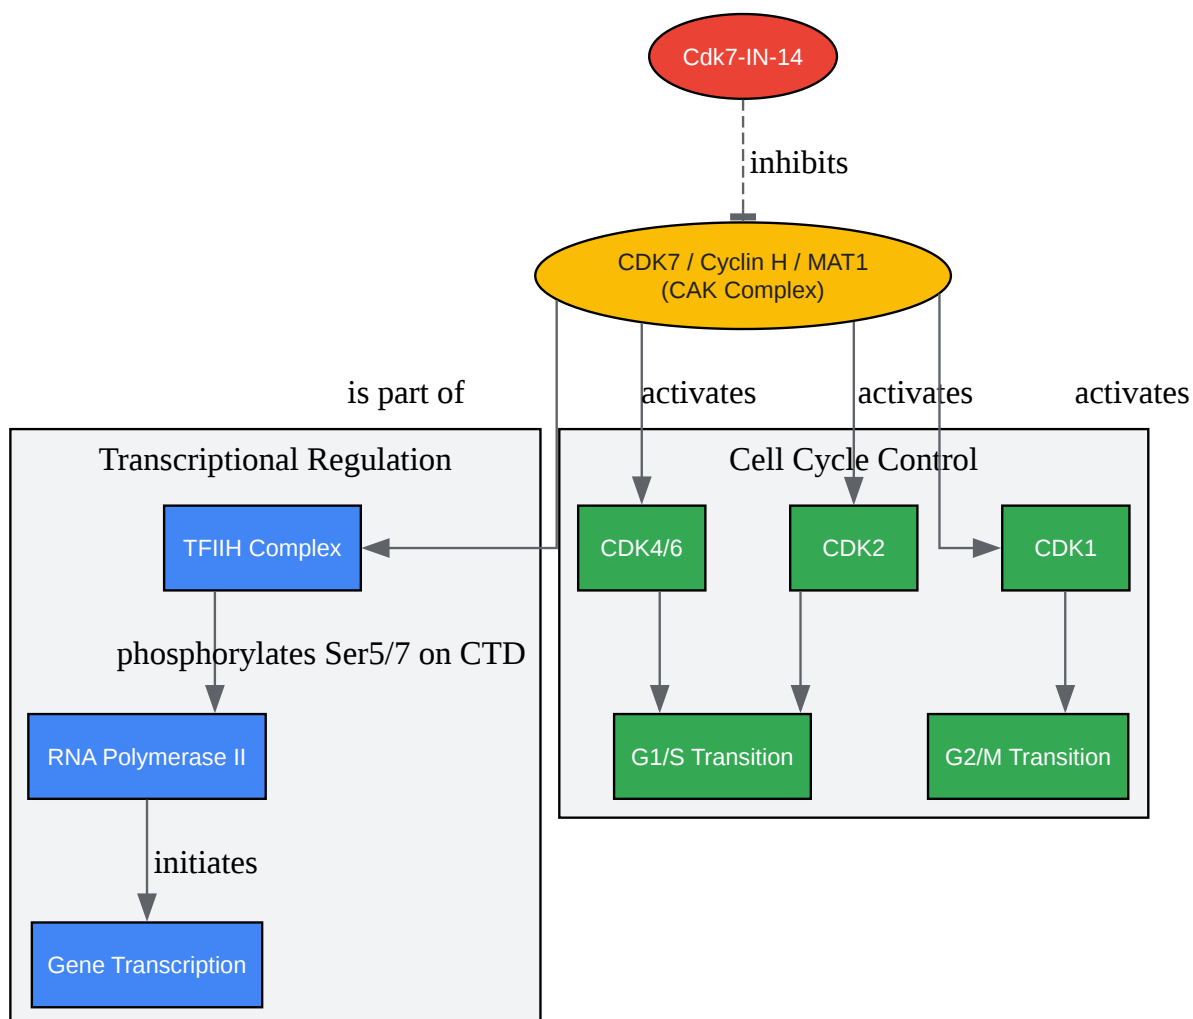 Cdk7-IN-14
inhibits
CDK7 / Cyclin H / MAT1
(CAK Complex)
is part of
activates
activates
activates
Transcriptional Regulation
Cell Cycle Control
TFIIH Complex
CDK4/6
CDK2
CDK1
phosphorylates Ser5/7 on CTD
RNA Polymerase II
G1/S Transition
G2/M Transition
initiates
Gene Transcription